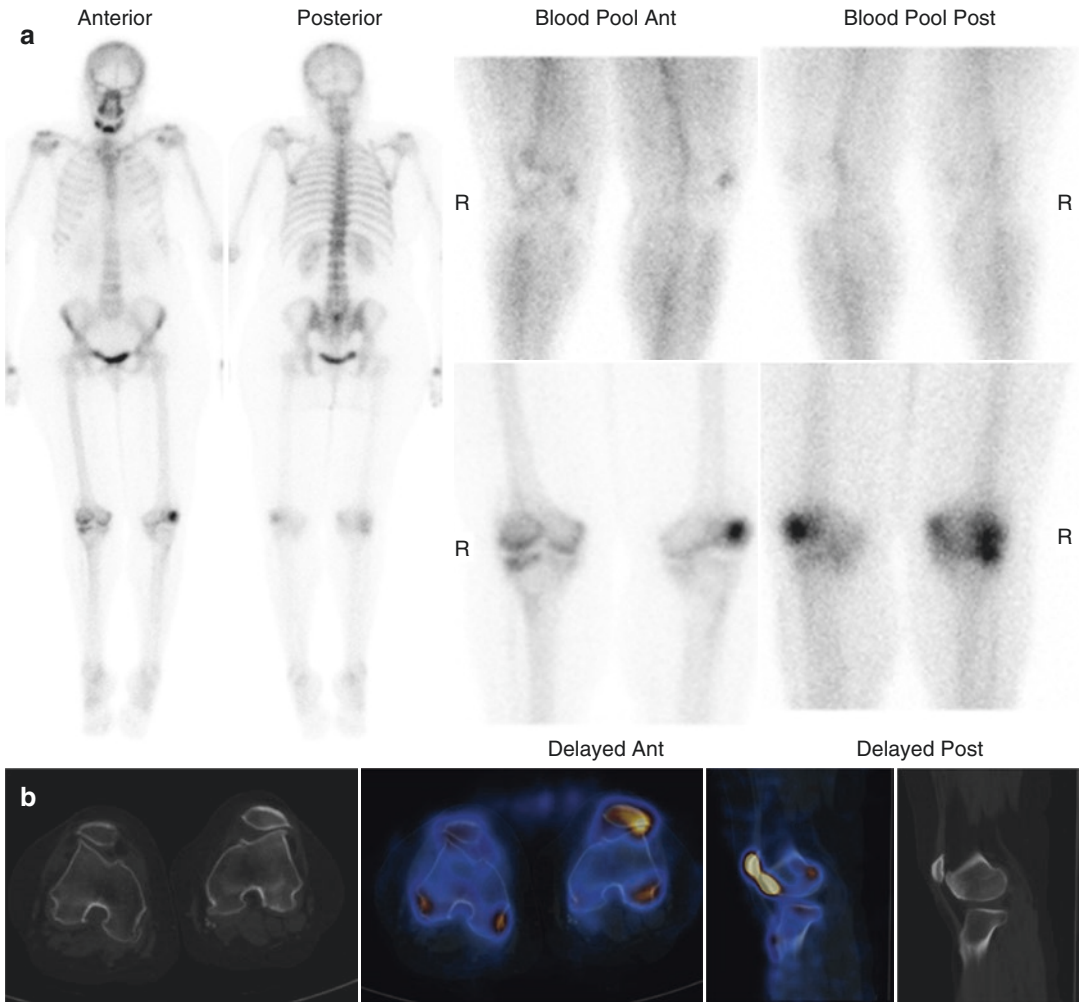 Anterior
Posterior
Blood Pool Ant
Blood Pool Post
a
R
R
R
R
Delayed Ant
Delayed Post
b